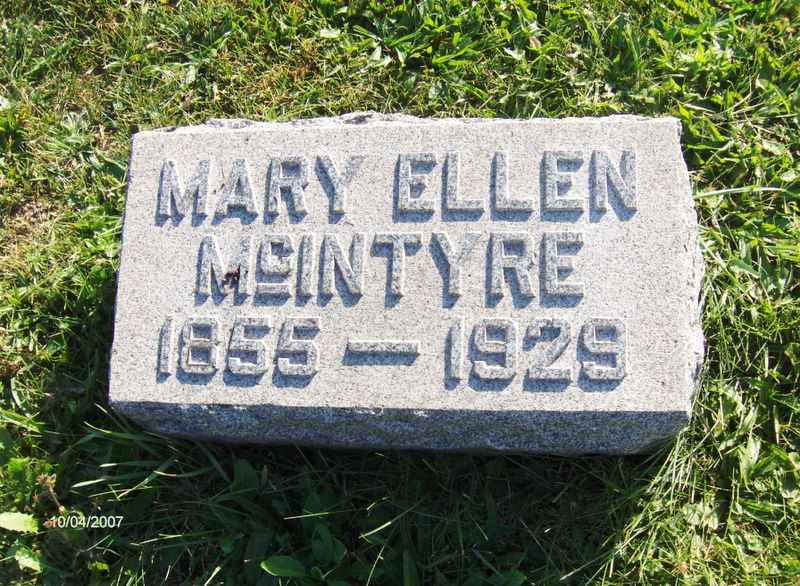 MARY ELLEN
McINTYRE
1855 — 1929
10/04/2007